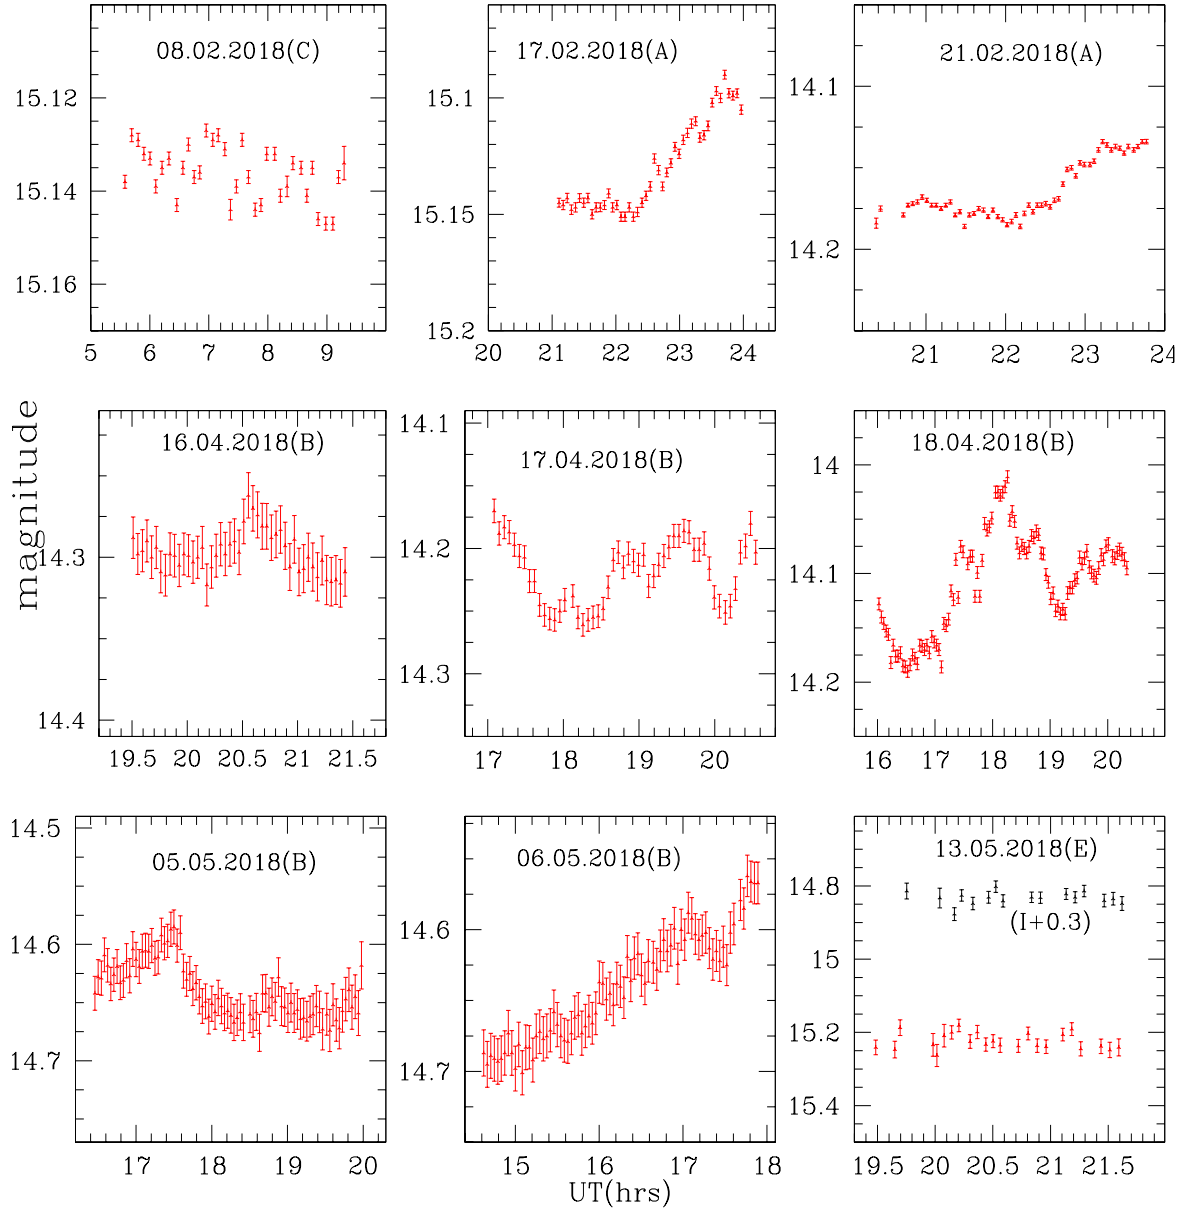 08.02.2018(C)
15.12
15.14
15.16
5 6 7 8 9
17.02.2018(A)
15.1
15.15
15.2
20 21 22 23 24
21.02.2018(A)
14.1
14.2
21 22 23 24
magnitude
16.04.2018(B)
14.3
14.4
19.5 20 20.5 21 21.5
17.04.2018(B)
14.1
14.2
14.3
17 18 19 20
18.04.2018(B)
14
14.1
14.2
16 17 18 19 20
05.05.2018(B)
14.5
14.6
14.7
17 18 19 20
06.05.2018(B)
14.6
14.7
15 16 17 18
13.05.2018(E)
(I+0.3)
14.8
15
15.2
15.4
19.5 20 20.5 21 21.5
UT(hrs)